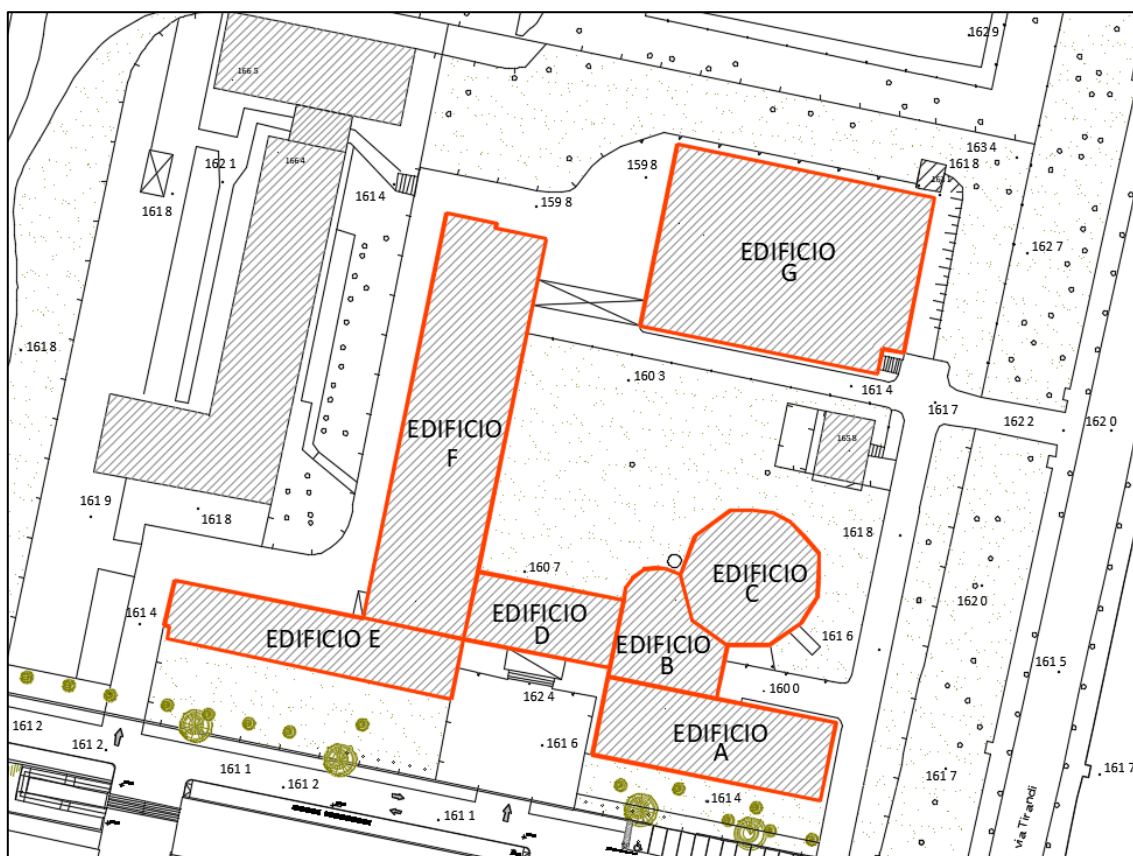 162 9
166 5
166 4
162 1
161 8
161 4
159 8
159 8
161 8
163 4
162 7
EDIFICIO
G
161 8
160 3
161 4
161 7
162 2
162 0
EDIFICIO
F
165 8
161 9
161 8
161 8
160 7
EDIFICIO
C
162 0
161 4
EDIFICIO E
EDIFICIO
D
EDIFICIO
B
161 6
161 5
162 4
160 0
161 2
161 2
161 6
EDIFICIO
A
161 1
161 2
161 4
161 7
161 7
161 1
Via Tirandi